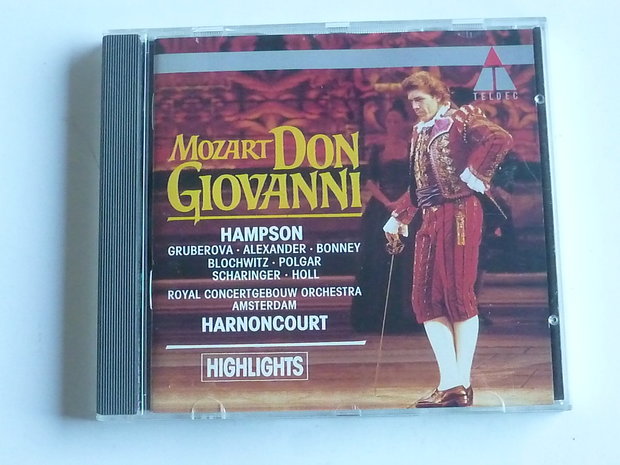 TELDEC
MOZART DON
GIOVANNI
HAMPSON
GRUBEROVA · ALEXANDER · BONNEY
BLOCHWITZ · POLGAR
SCHARINGER · HOLL
ROYAL CONCERTGEBOUW ORCHESTRA
AMSTERDAM
HARNONCOURT
HIGHLIGHTS